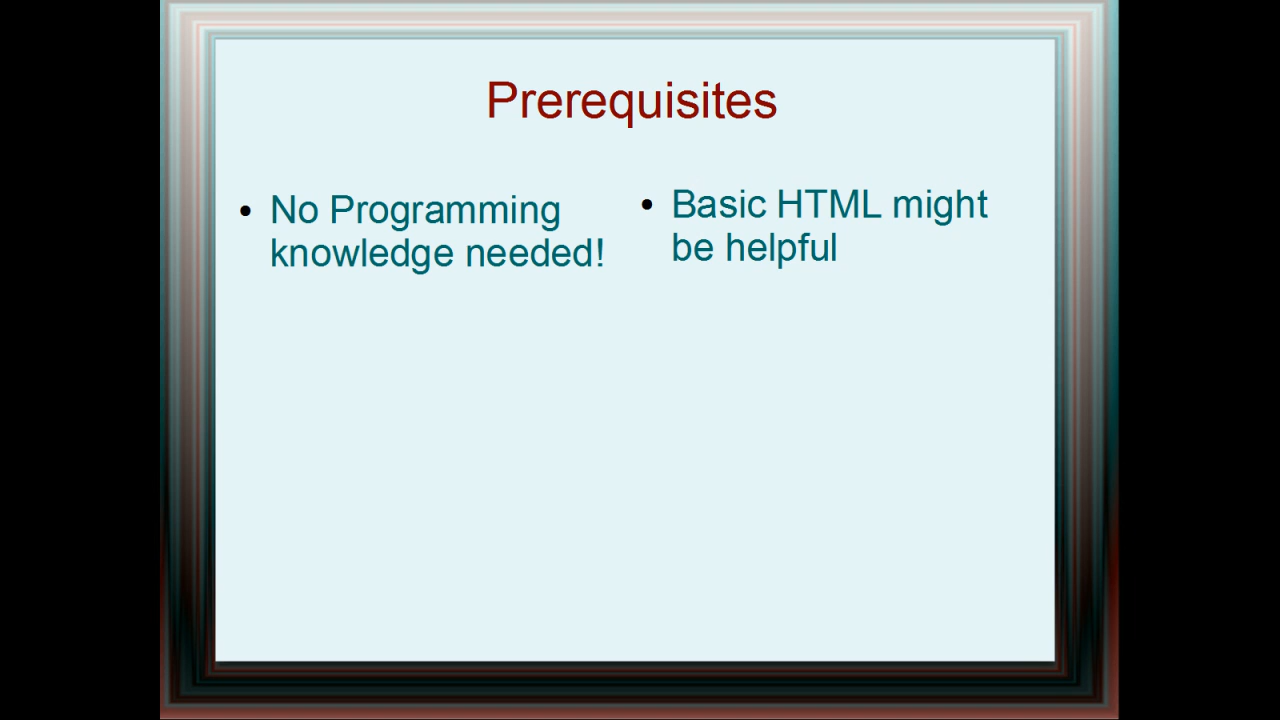 Prerequisites
• No Programming
knowledge needed!
• Basic HTML might
be helpful